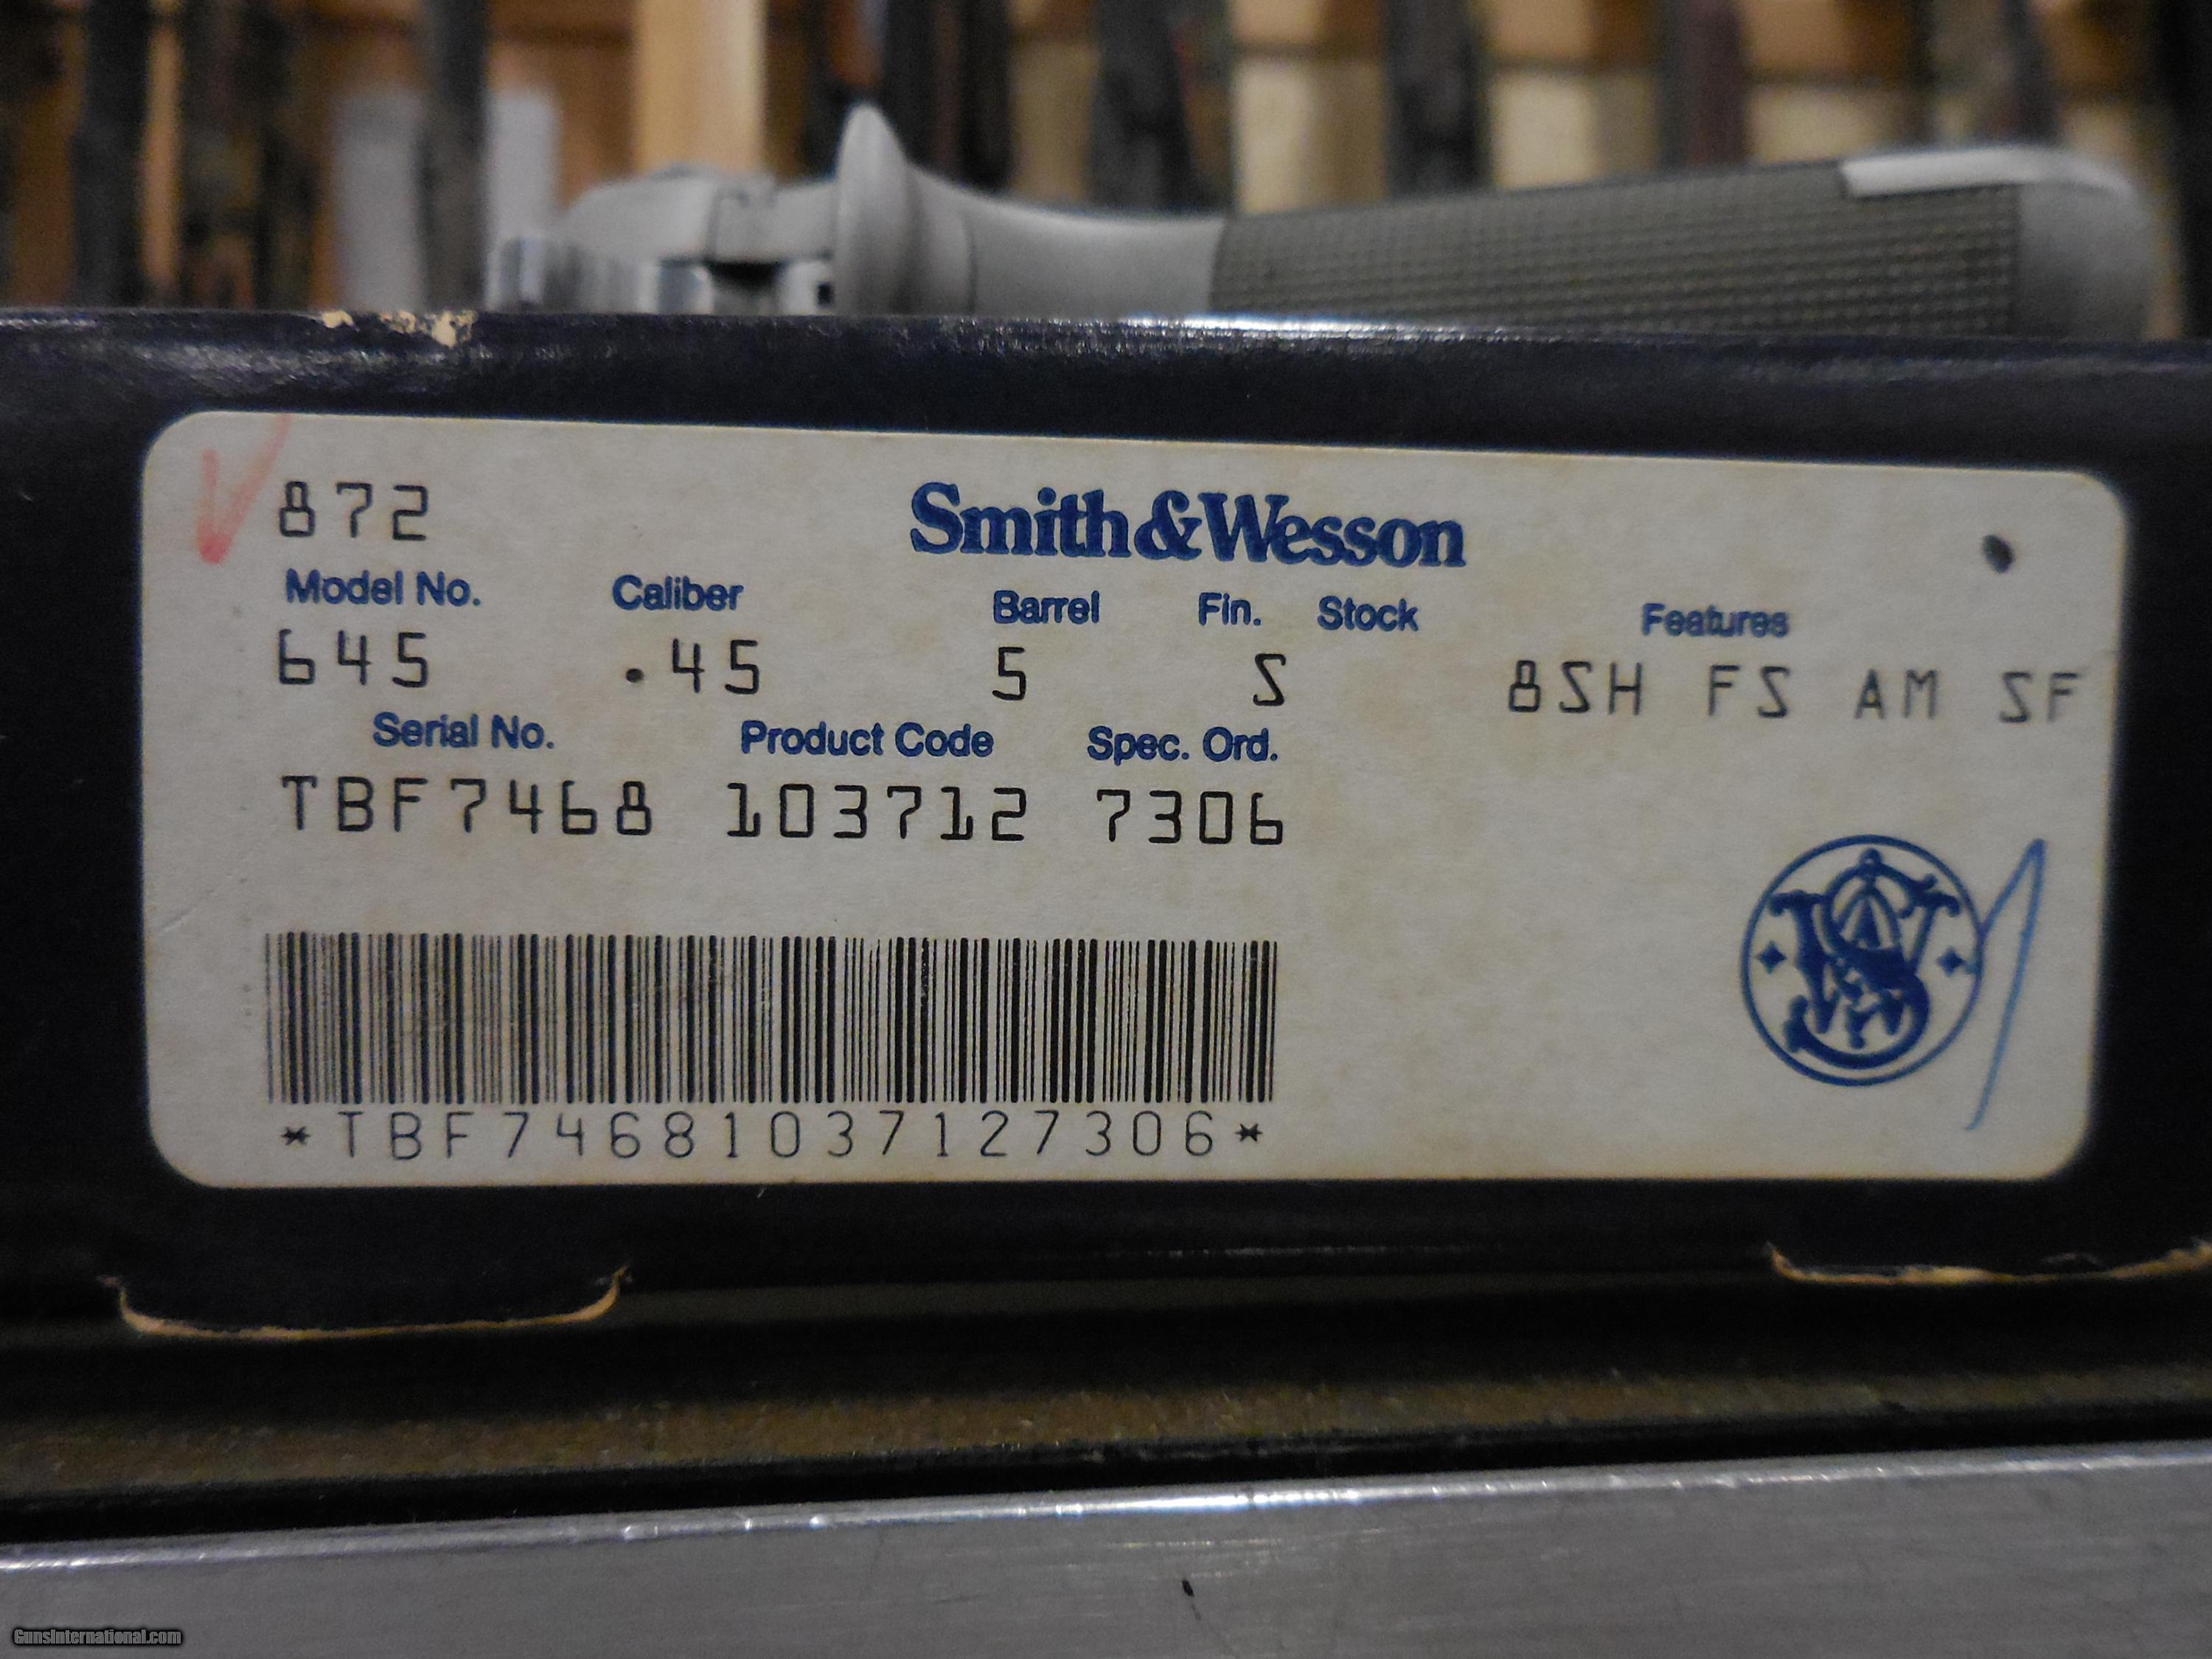 872
Smith&Wesson
Model No. Caliber Barrel Fin. Stock Features
645 .45 5 S 8SH FS AM SF
Serial No. Product Code Spec. Ord.
TBF7468 103712 7306
*TBF74681037127306*
GunsInternational.com